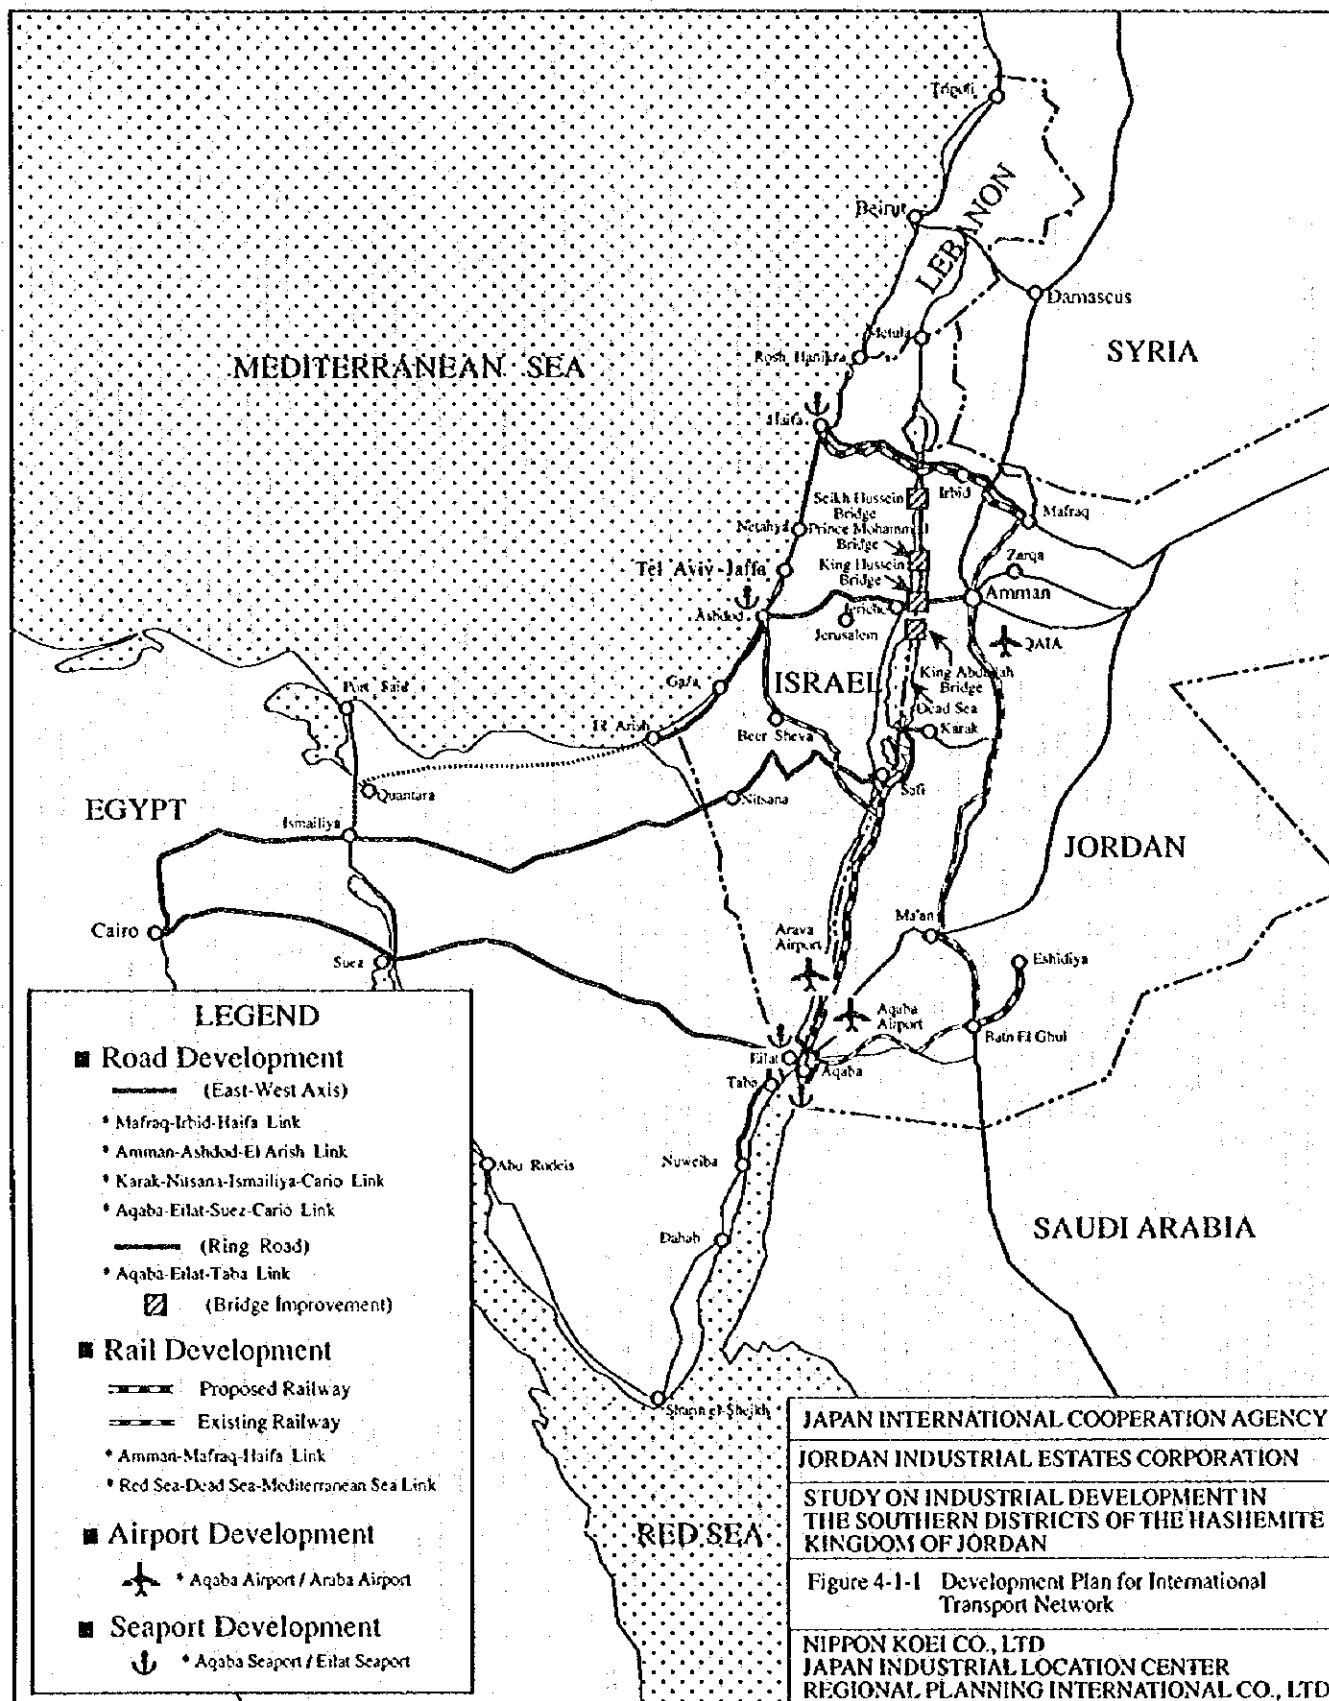 Tripoli
Beirut
LEBANON
Damascus
Metula
SYRIA
Rosh Hanikra
MEDITERRANEAN SEA
Haifa
Irbid
Seikh Hussein
Bridge
Mafraq
Netahya
Prince Mohammed
Bridge
Zarqa
Tel Aviv-Jaffa
King Hussein
Bridge
Amman
Ashdod
Jericho
Jerusalem
QAIA
King Abdullah
Bridge
ISRAEL
Gaza
Port Said
Dead Sea
Karak
El Arish
Beer Sheva
Safi
Quantara
Nitsana
EGYPT
Ismailiya
JORDAN
Cairo
Ma'an
Arava
Airport
Suez
Eshidiya
Aqaba
Airport
Batn El Ghul
Eilat
Aqaba
Taba
Abu Rudeis
Nuweiba
Dahab
SAUDI ARABIA
Sharm el-Sheikh
RED SEA
LEGEND
■ Road Development
(East-West Axis)
* Mafraq-Irbid-Haifa Link
* Amman-Ashdod-El Arish Link
* Karak-Nitsana-Ismailiya-Cario Link
* Aqaba-Eilat-Suez-Cario Link
(Ring Road)
* Aqaba-Eilat-Taba Link
(Bridge Improvement)
■ Rail Development
Proposed Railway
Existing Railway
* Amman-Mafraq-Haifa Link
* Red Sea-Dead Sea-Mediterranean Sea Link
■ Airport Development
* Aqaba Airport / Araba Airport
■ Seaport Development
* Aqaba Seaport / Eilat Seaport
JAPAN INTERNATIONAL COOPERATION AGENCY
JORDAN INDUSTRIAL ESTATES CORPORATION
STUDY ON INDUSTRIAL DEVELOPMENT IN
THE SOUTHERN DISTRICTS OF THE HASHEMITE
KINGDOM OF JORDAN
Figure 4-1-1 Development Plan for International
Transport Network
NIPPON KOEI CO., LTD
JAPAN INDUSTRIAL LOCATION CENTER
REGIONAL PLANNING INTERNATIONAL CO., LTD